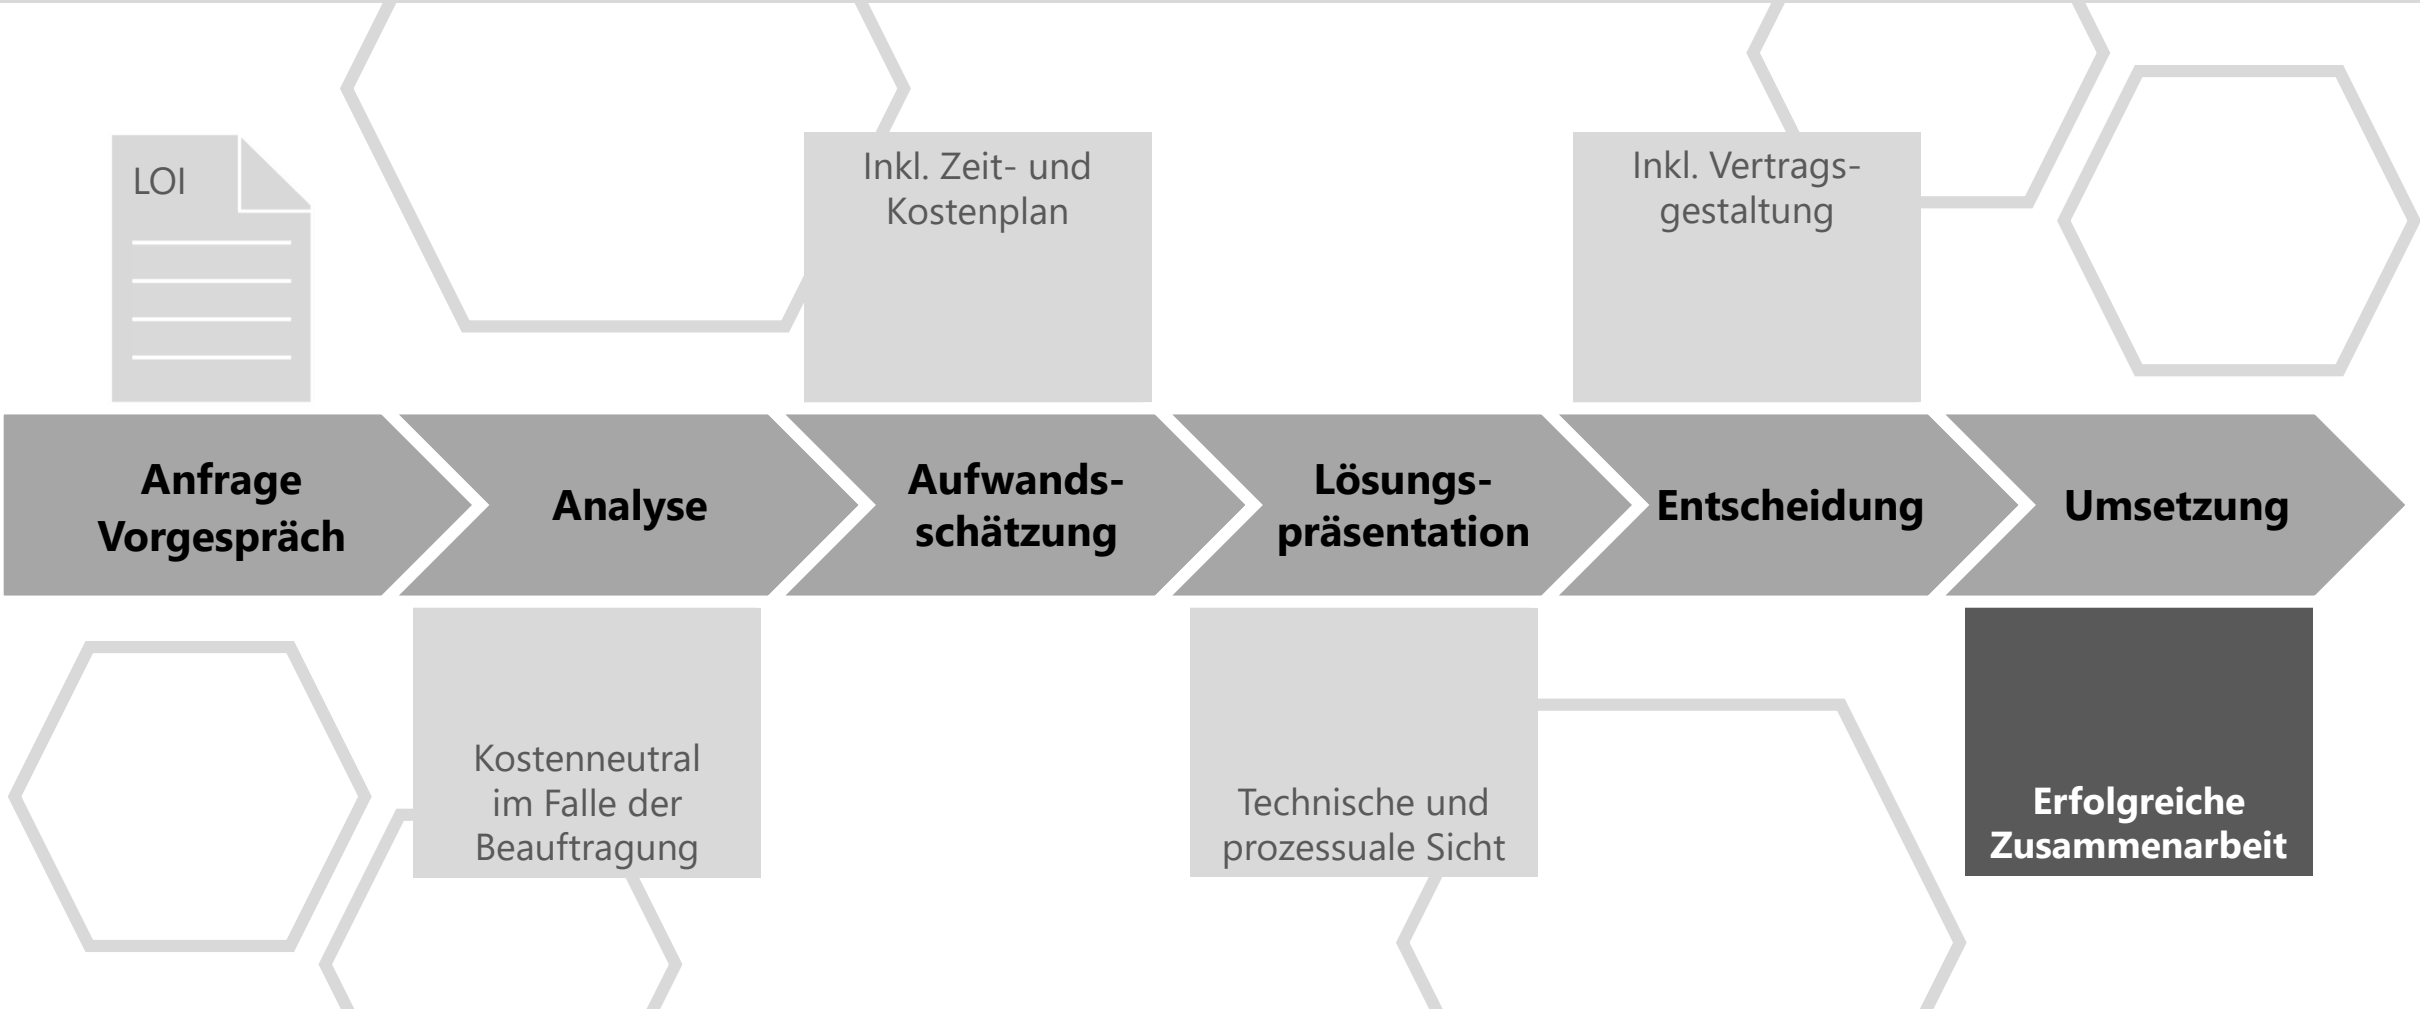 LOI
Inkl. Zeit- und
Kostenplan
Inkl. Vertrags-
gestaltung
Anfrage
Vorgespräch
Analyse
Aufwands-
schätzung
Lösungs-
präsentation
Entscheidung
Umsetzung
Kostenneutral
im Falle der
Beauftragung
Technische und
prozessuale Sicht
Erfolgreiche
Zusammenarbeit